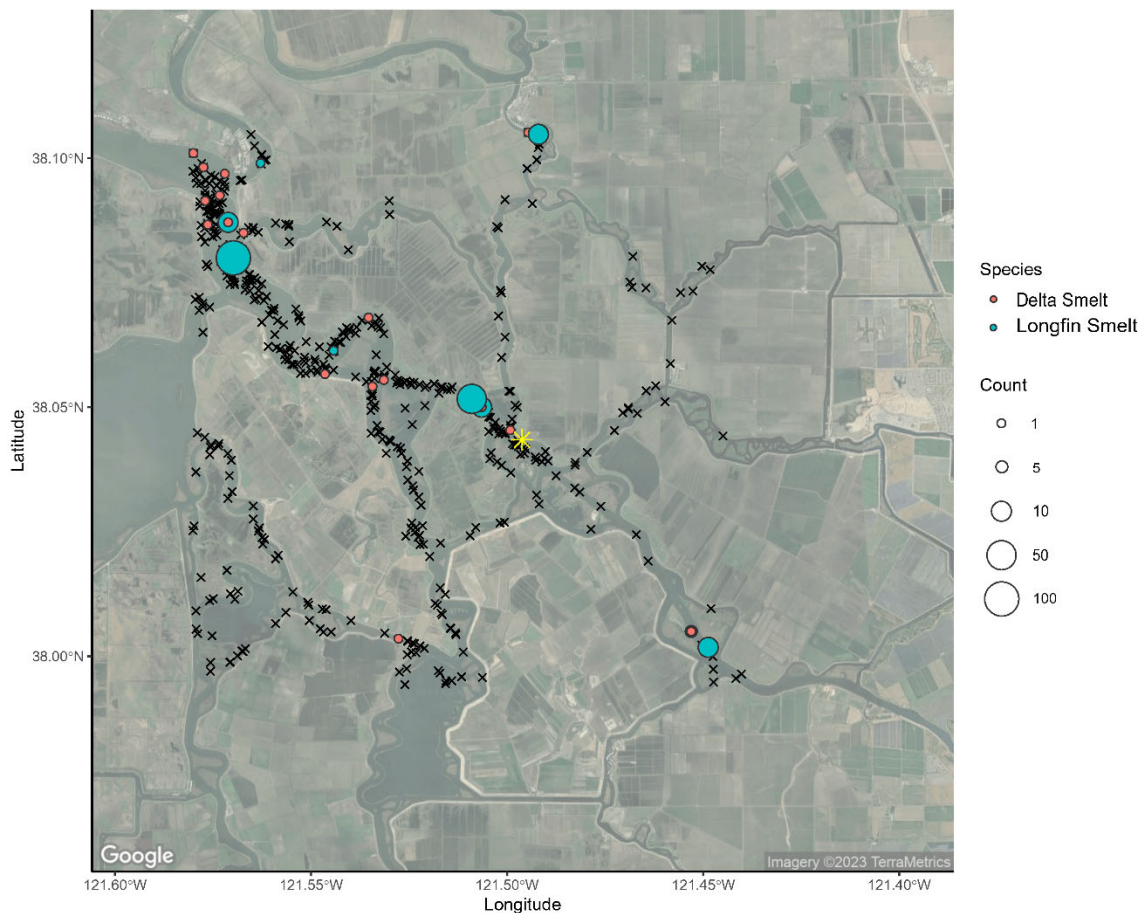 38.10°N
38.05°N
38.00°N
Latitude
121.60°W
121.55°W
121.50°W
121.45°W
121.40°W
Longitude
Google
Imagery ©2023 TerraMetrics
Species
Delta Smelt
Longfin Smelt
Count
1
5
10
50
100